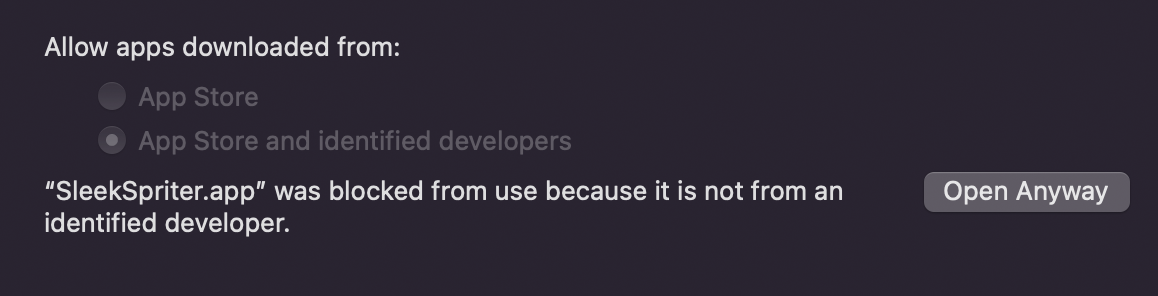 Allow apps downloaded from:
App Store
App Store and identified developers
“SleekSpriter.app” was blocked from use because it is not from an
identified developer.
Open Anyway